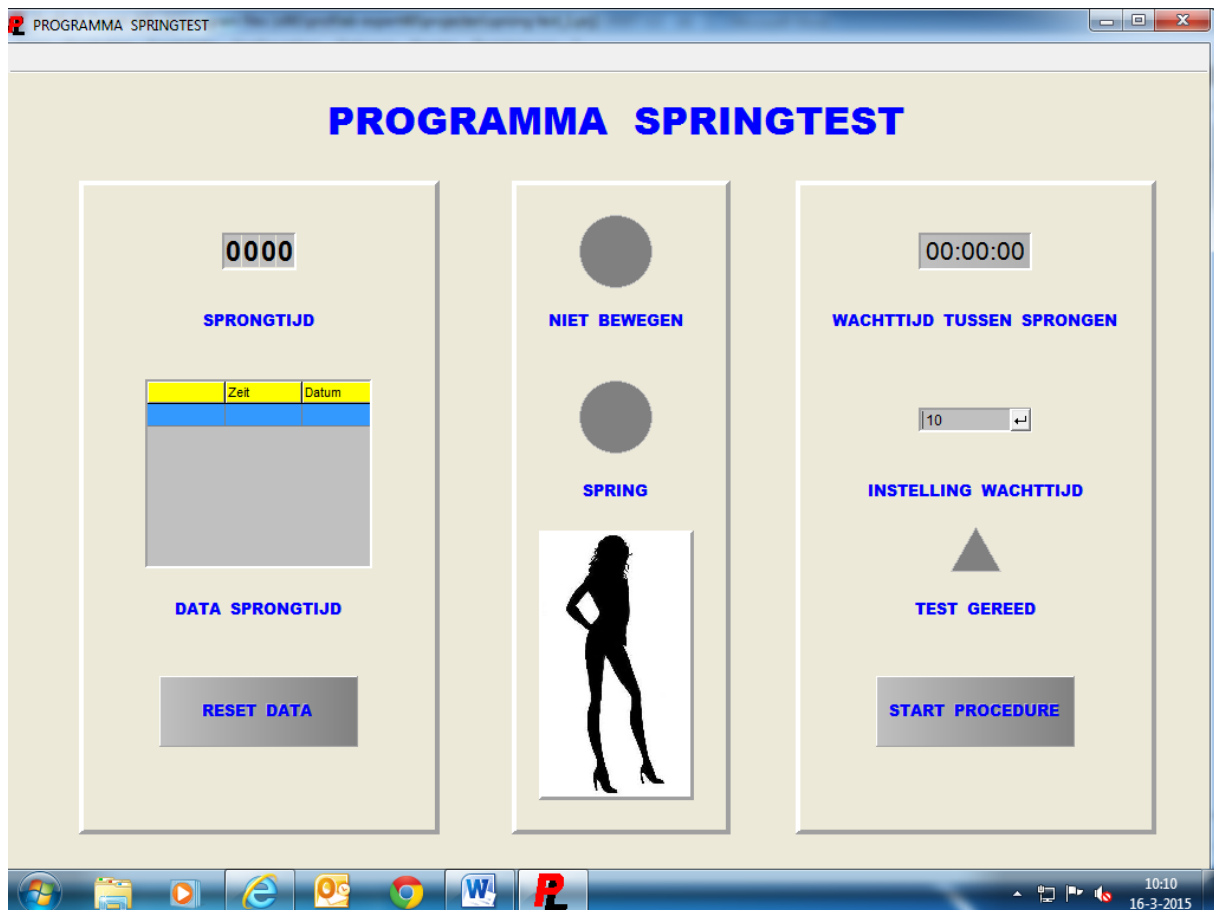 PROGRAMMA SPRINGTEST
PROGRAMMA SPRINGTEST
0000
SPRONGTIJD
Zeit Datum
DATA SPRONGTIJD
RESET DATA
NIET BEWEGEN
SPRING
00:00:00
WACHTTIJD TUSSEN SPRONGEN
10
INSTELLING WACHTTIJD
TEST GEREED
START PROCEDURE
10:10
16-3-2015